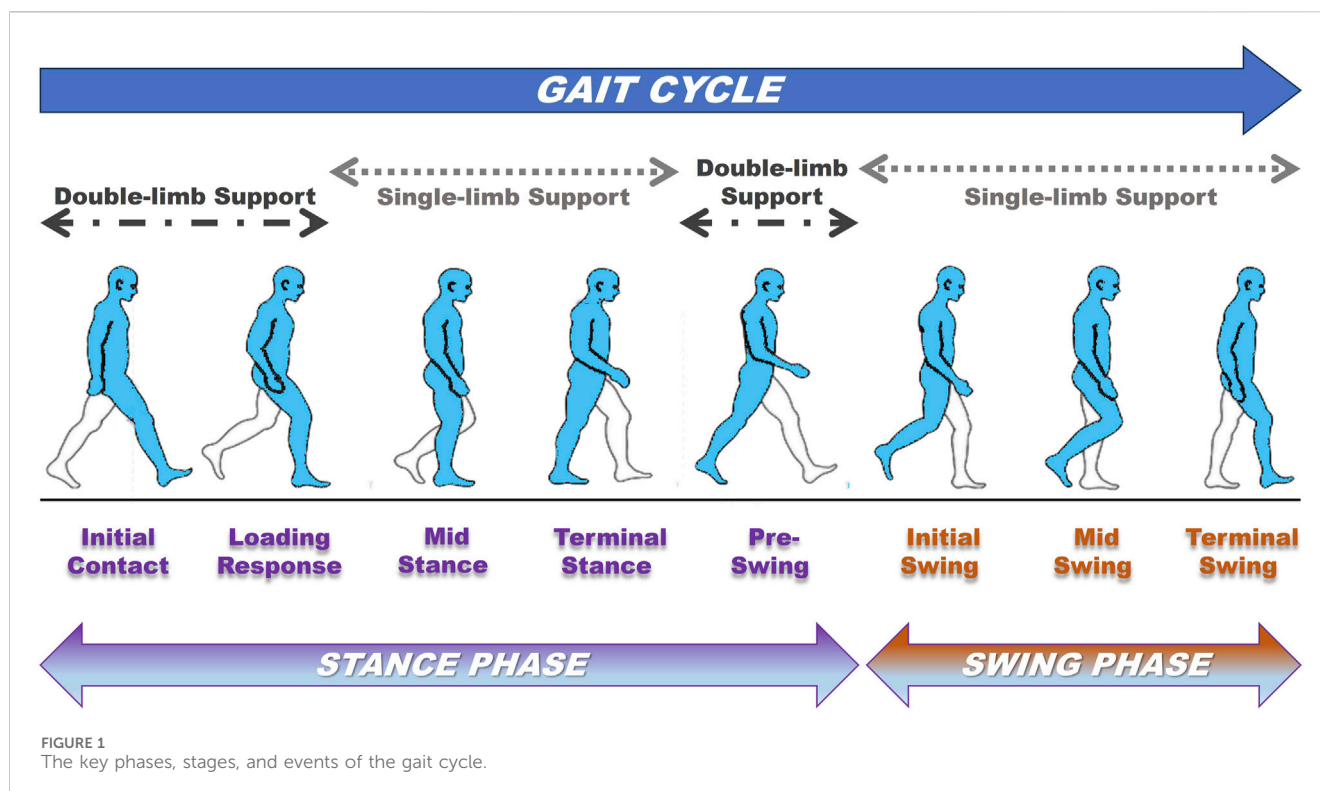 GAIT CYCLE
Double-limb Support
Single-limb Support
Double-limb
Support
Single-limb Support
Initial
Contact
Loading
Response
Mid
Stance
Terminal
Stance
Pre-
Swing
Initial
Swing
Mid
Swing
Terminal
Swing
STANCE PHASE
SWING PHASE
FIGURE 1
The key phases, stages, and events of the gait cycle.